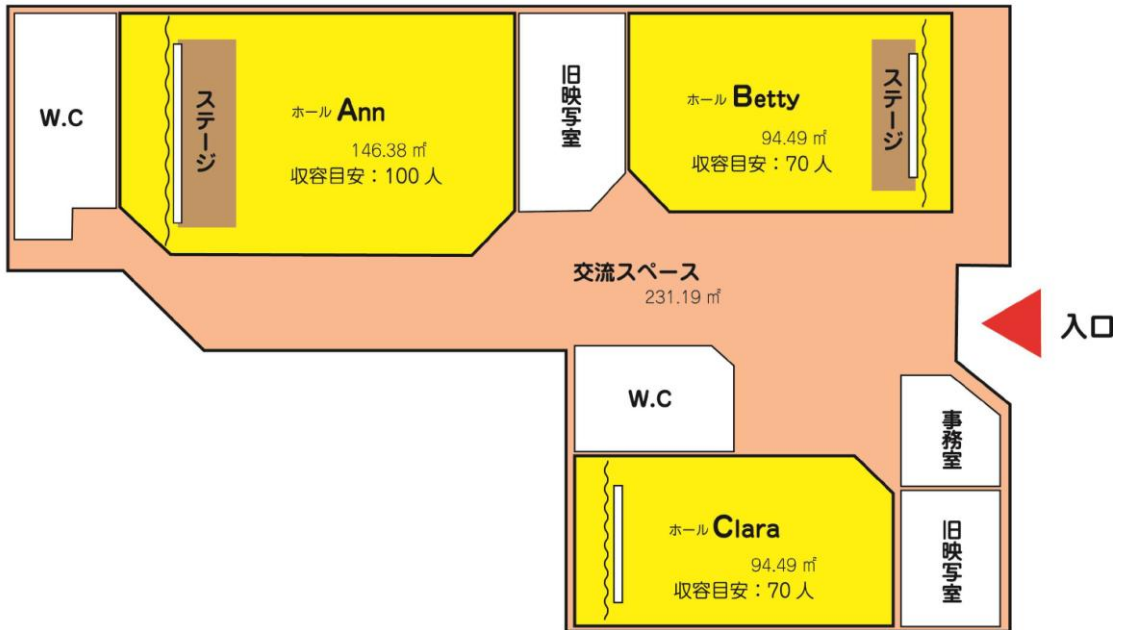 W.C
ステージ
ホール Ann
146.38 ㎡
収容目安：100 人
旧映写室
ホール Betty
94.49 ㎡
収容目安：70 人
ステージ
交流スペース
231.19 ㎡
入口
W.C
事務室
ホール Clara
94.49 ㎡
収容目安：70 人
旧映写室